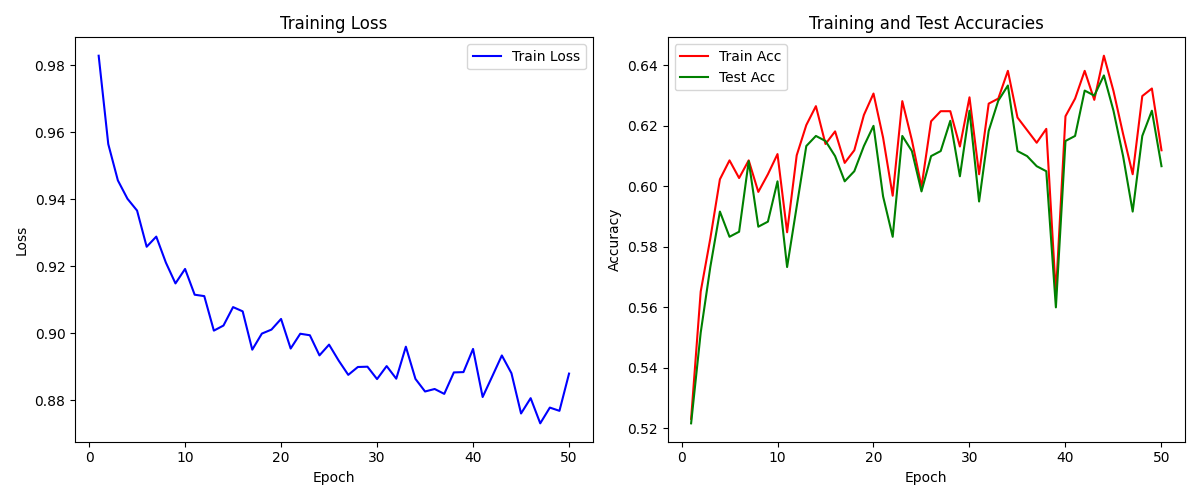 Training Loss
Train Loss
0.98
0.96
0.94
0.92
0.90
0.88
Loss
0 10 20 30 40 50
Epoch
Training and Test Accuracies
Train Acc
Test Acc
0.64
0.62
0.60
0.58
0.56
0.54
0.52
Accuracy
0 10 20 30 40 50
Epoch